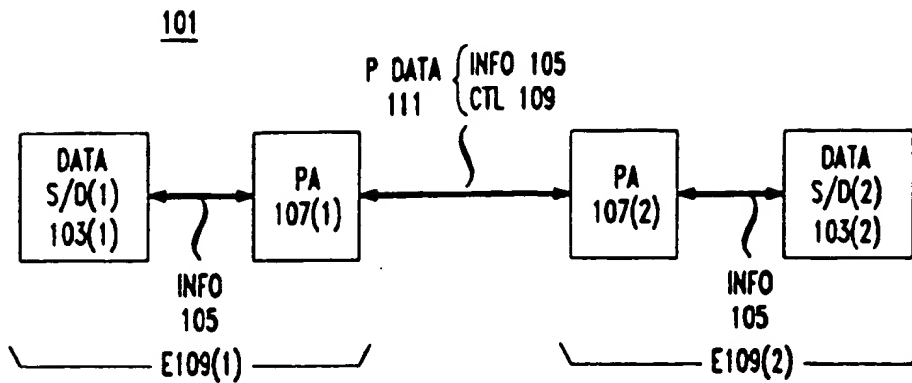 101
P DATA
111
INFO 105
CTL 109
DATA
S/D(1)
103(1)
PA
107(1)
PA
107(2)
DATA
S/D(2)
103(2)
INFO
105
INFO
105
E109(1)
E109(2)